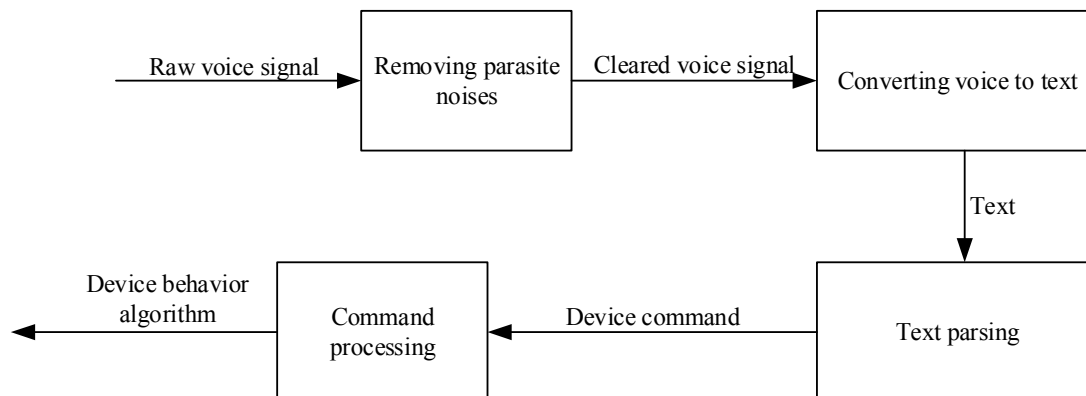 Raw voice signal
Removing parasite
noises
Cleared voice signal
Converting voice to text
Text
Text parsing
Device command
Command
processing
Device behavior
algorithm